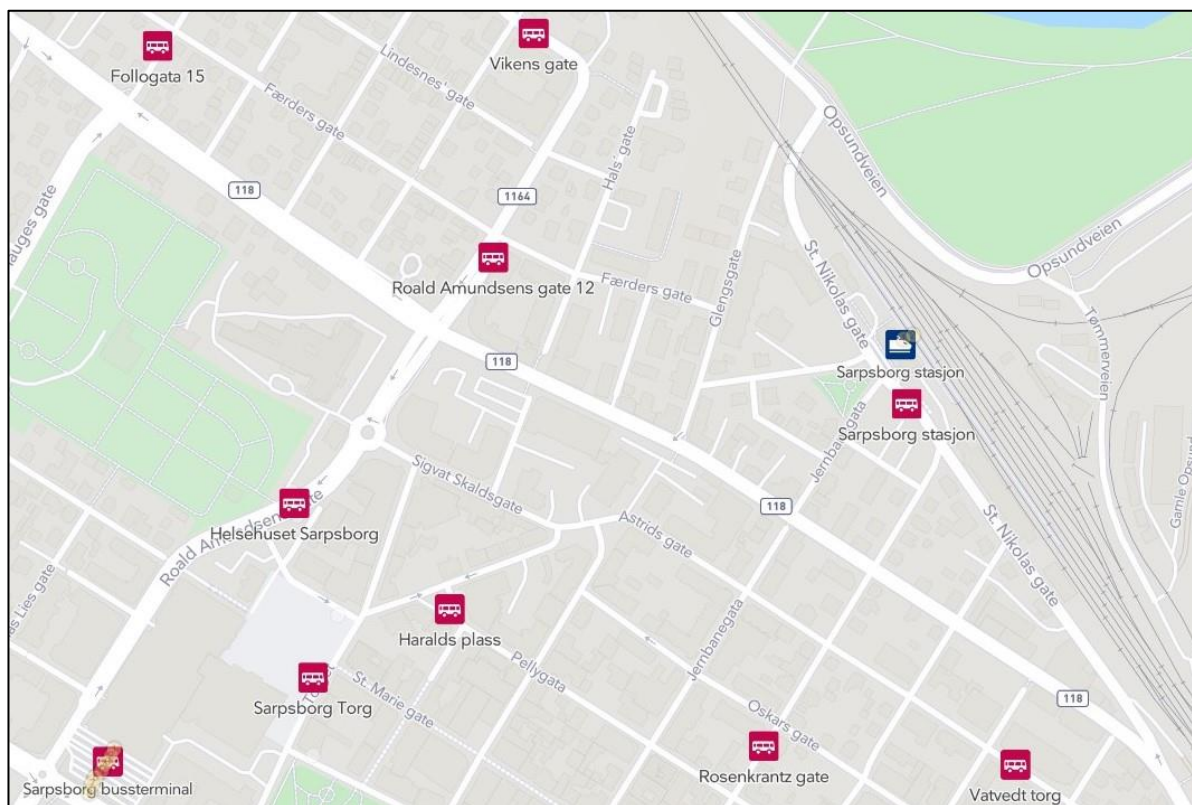 Follogata 15
Vikens gate
Lindesnes' gate
Færders gate
Opsundveien
Hals' gate
118
1164
Opsundveien
Roald Amundsens gate 12
Færders gate
Glengsgate
St. Nikolas gate
Tømmerveien
118
Sarpsborg stasjon
Sarpsborg stasjon
Jernbanegata
Sigvat Skaldsgate
Gamle Opsund
118
Helsehuset Sarpsborg
Astrids gate
St. Nikolas gate
Haralds plass
Jernbanegata
Pellygata
Sarpsborg Torg
St. Marie gate
118
Oskars gate
Rosenkrantz gate
Sarpsborg bussterminal
Vatvedt torg